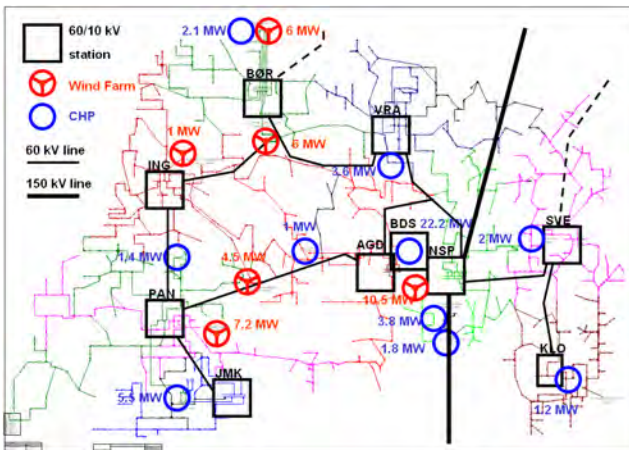 60/10 kV
station
Wind Farm
CHP
60 kV line
150 kV line
2.1 MW
6 MW
BØR
VRA
1 MW
6 MW
ING
3.6 MW
1 MW
BDS
22.2 MW
2 MW
SVE
AGD
NSP
1.4 MW
4.5 MW
PAN
10.5 MW
7.2 MW
3.8 MW
1.8 MW
KLO
JMK
5.5 MW
1.2 MW